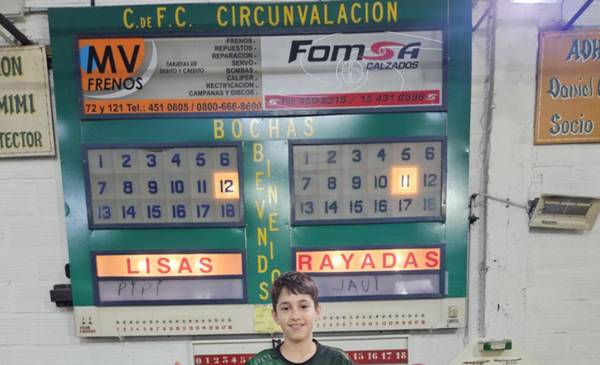 C.DE F.C. CIRCUNVALACIÓN
MV
FRENOS
TARJETAS DE
DEBITO Y CREDITO
FRENOS
REPUESTOS
REPARACION
SERVO
BOMBAS
CALIPER
RECTIFICACION
CAMPANAS Y DISCOS
72 y 121 Tel.: 451 0605 / 0800-666-8690
FOMSA
CALZADOS
BOCHAS
BIENVENIDOS
1 2 3 4 5 6
7 8 9 10 11 12
13 14 15 16 17 18
1 2 3 4 5 6
7 8 9 10 11 12
13 14 15 16 17 18
LISAS
PIPI
RAYADAS
JAVI
MIMI
TECTOR
ADH
Daniel
Socio